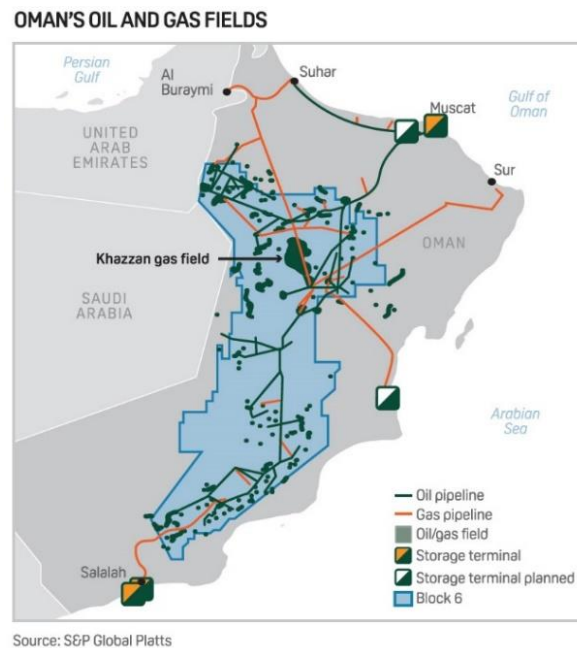 OMAN'S OIL AND GAS FIELDS
Persian
Gulf
Al
Buraymi
Suhar
Muscat
Gulf of
Oman
UNITED
ARAB
EMIRATES
Sur
OMAN
Khazzan gas field
SAUDI
ARABIA
Arabian
Sea
Oil pipeline
Gas pipeline
Oil/gas field
Storage terminal
Storage terminal planned
Block 6
Salalah
Source: S&P Global Platts